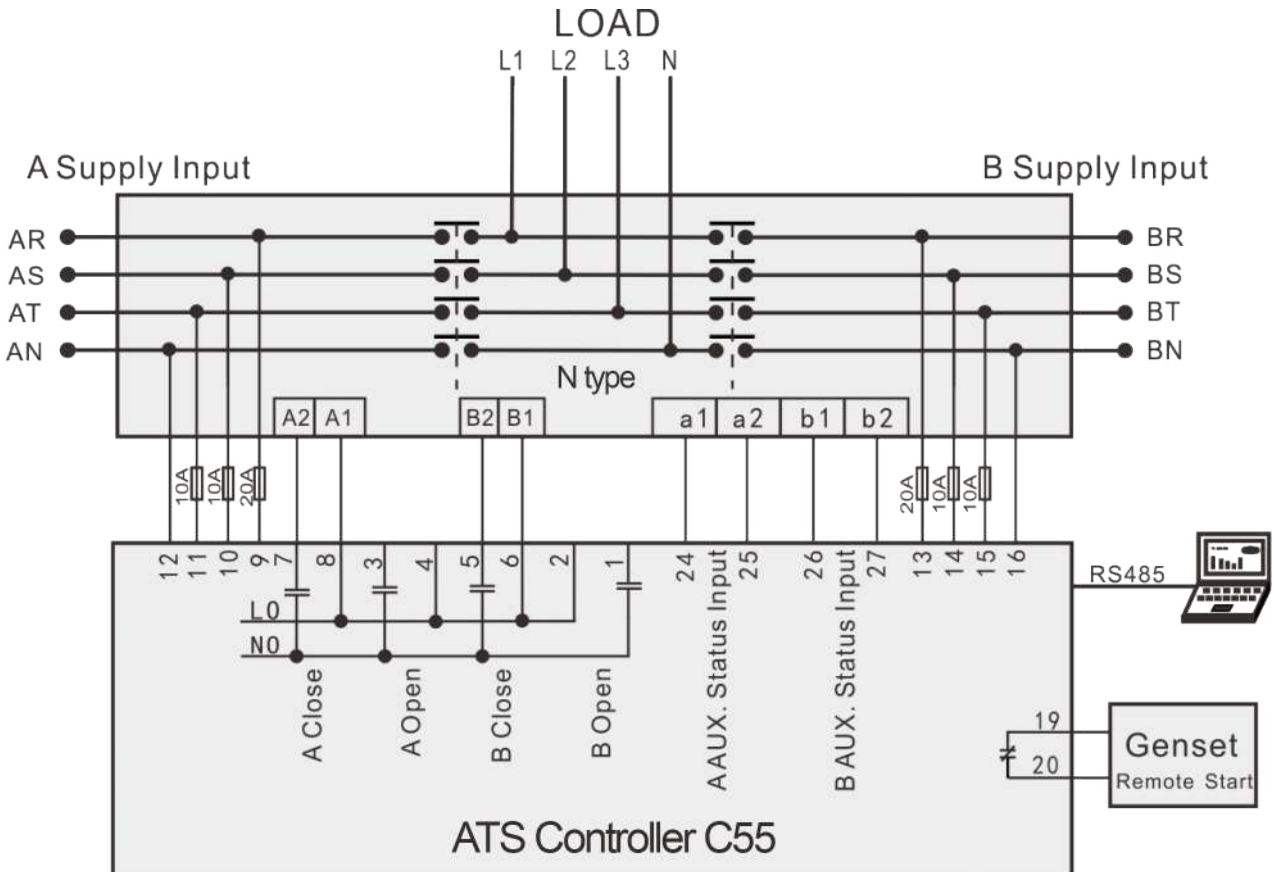 LOAD
L1 L2 L3 N
A Supply Input
B Supply Input
AR
BR
AS
BS
AT
BT
AN
BN
N type
A2 A1 B2 B1 a1 a2 b1 b2
10A 10A 20A 20A 10A 10A
12 11 10 9 7 8 3 4 5 6 2 1 24 25 26 27 13 14 15 16
RS485
L0
N0
A Close
A Open
B Close
B Open
A AUX. Status Input
B AUX. Status Input
19
20
Genset
Remote Start
ATS Controller C55